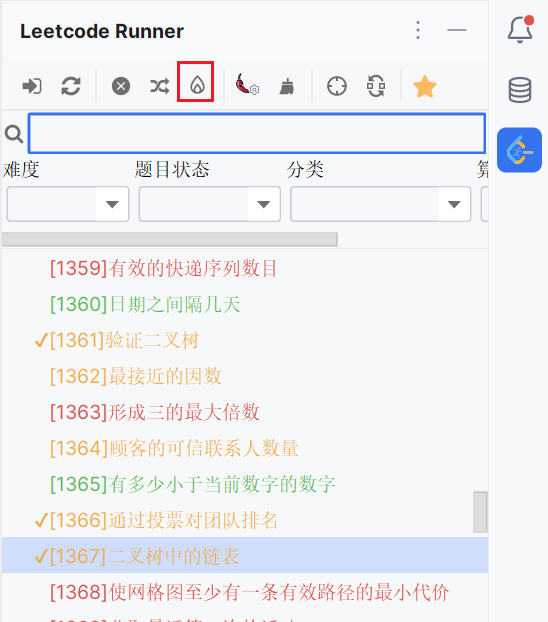 Leetcode Runner
难度 题目状态 分类
[1359]有效的快递序列数目
[1360]日期之间隔几天
✓[1361]验证二叉树
[1362]最接近的因数
[1363]形成三的最大倍数
[1364]顾客的可信联系人数量
[1365]有多少小于当前数字的数字
✓[1366]通过投票对团队排名
✓[1367]二叉树中的链表
[1368]使网格图至少有一条有效路径的最小代价